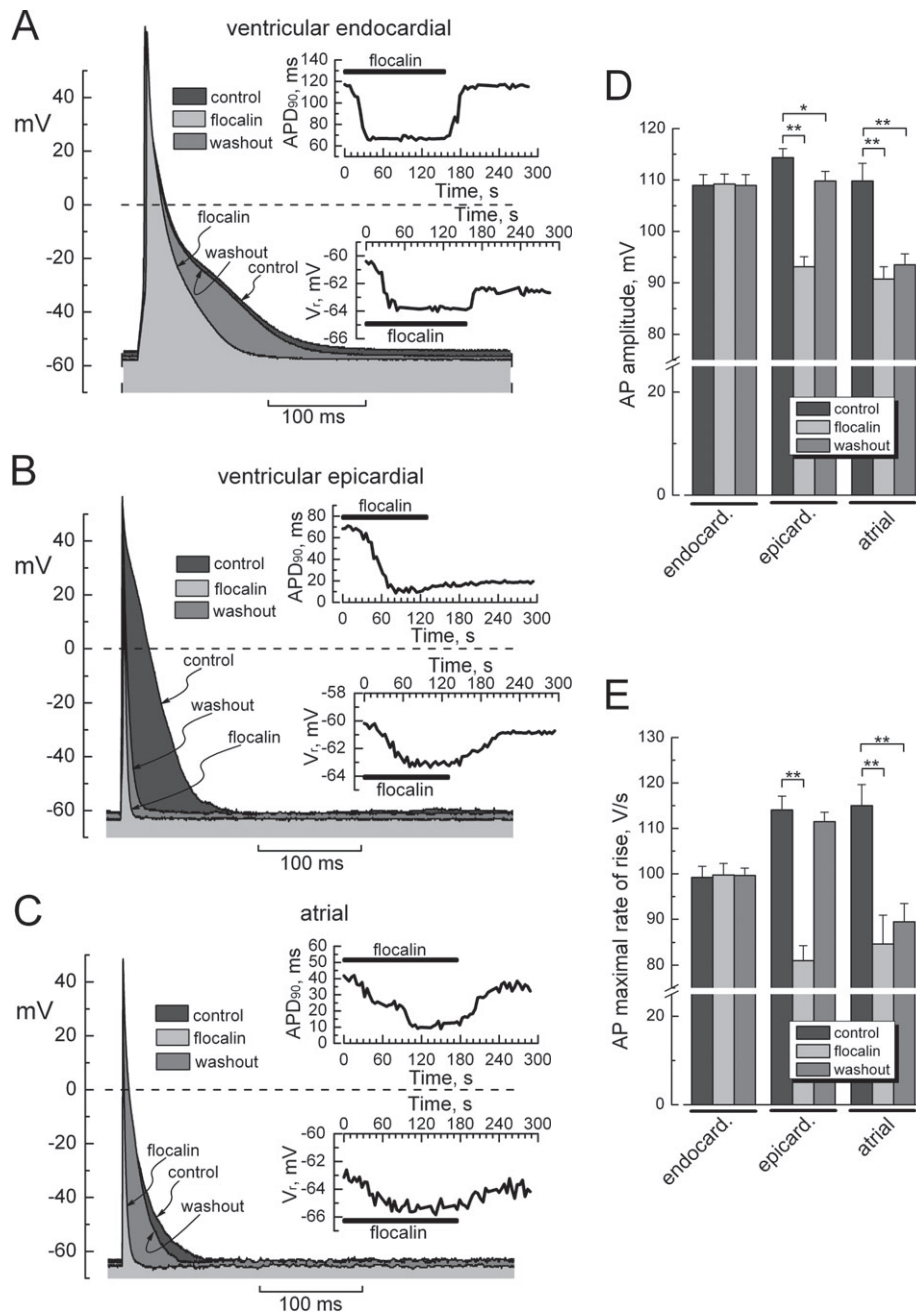 A
ventricular endocardial
mV
40
20
0
-20
-40
-60
control
flocalin
washout
flocalin
washout
control
100 ms
flocalin
APD90, ms
140
120
100
80
60
0 60 120 180 240 300
Time, s
Time, s
0 60 120 180 240 300
Vr, mV
-60
-62
-64
-66
flocalin
B
ventricular epicardial
mV
40
20
0
-20
-40
-60
control
flocalin
washout
control
washout
flocalin
100 ms
flocalin
APD90, ms
80
60
40
20
0
0 60 120 180 240 300
Time, s
Time, s
0 60 120 180 240 300
Vr, mV
-58
-60
-62
-64
flocalin
C
atrial
mV
40
20
0
-20
-40
-60
control
flocalin
washout
flocalin
control
washout
100 ms
flocalin
APD90, ms
60
50
40
30
20
10
0
0 60 120 180 240 300
Time, s
Time, s
0 60 120 180 240 300
Vr, mV
-60
-62
-64
-66
flocalin
D
AP amplitude, mV
120
110
100
90
80
20
0
*
**
**
**
control
flocalin
washout
endocard.
epicard.
atrial
E
AP maximal rate of rise, V/s
130
120
110
100
90
80
20
0
**
**
**
control
flocalin
washout
endocard.
epicard.
atrial